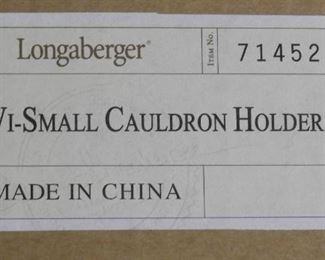 Longaberger®
Item No.
71452
WI-Small Cauldron Holder
Made in China